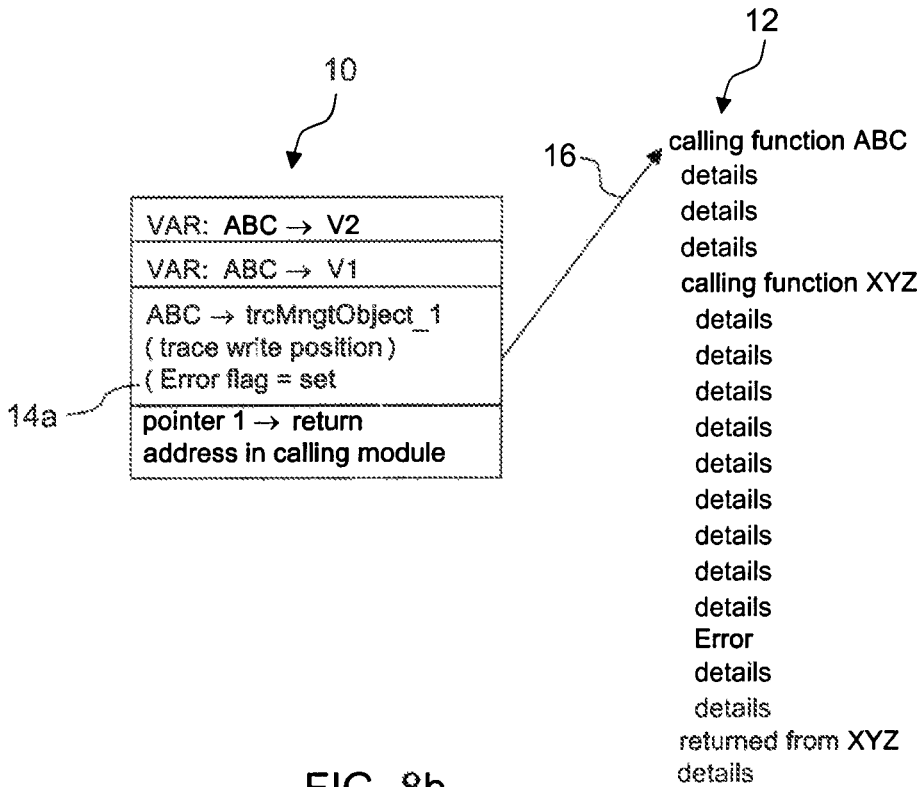 10
12
16
VAR: ABC → V2
VAR: ABC → V1
ABC → trcMngtObject_1
( trace write position )
( Error flag = set
14a
pointer 1 → return
address in calling module
calling function ABC
details
details
details
calling function XYZ
details
details
details
details
details
details
details
details
details
Error
details
details
returned from XYZ
details
FIG. 8b